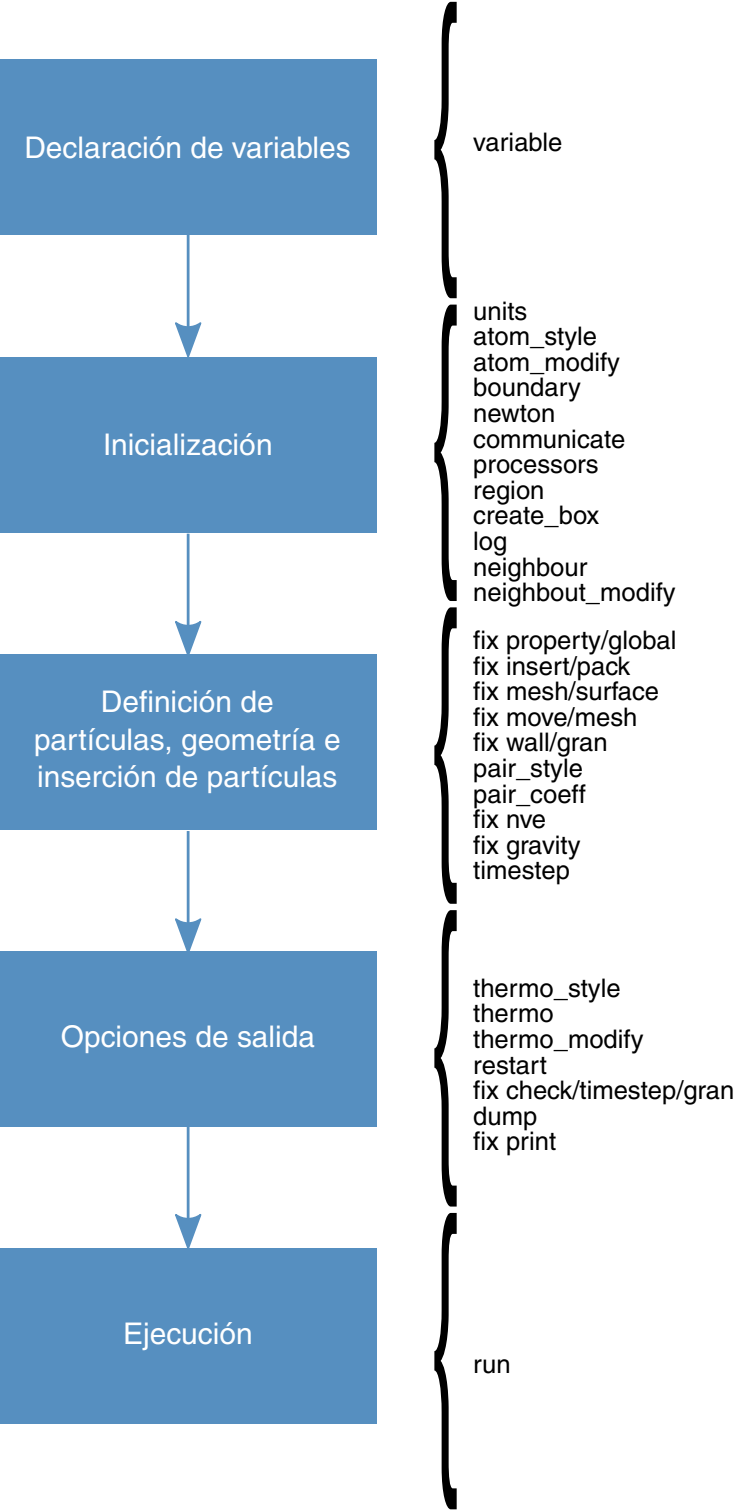 Declaración de variables
variable
Inicialización
units
atom_style
atom_modify
boundary
newton
communicate
processors
region
create_box
log
neighbour
neighbout_modify
Definición de
partículas, geometría e
inserción de partículas
fix property/global
fix insert/pack
fix mesh/surface
fix move/mesh
fix wall/gran
pair_style
pair_coeff
fix nve
fix gravity
timestep
Opciones de salida
thermo_style
thermo
thermo_modify
restart
fix check/timestep/gran
dump
fix print
Ejecución
run